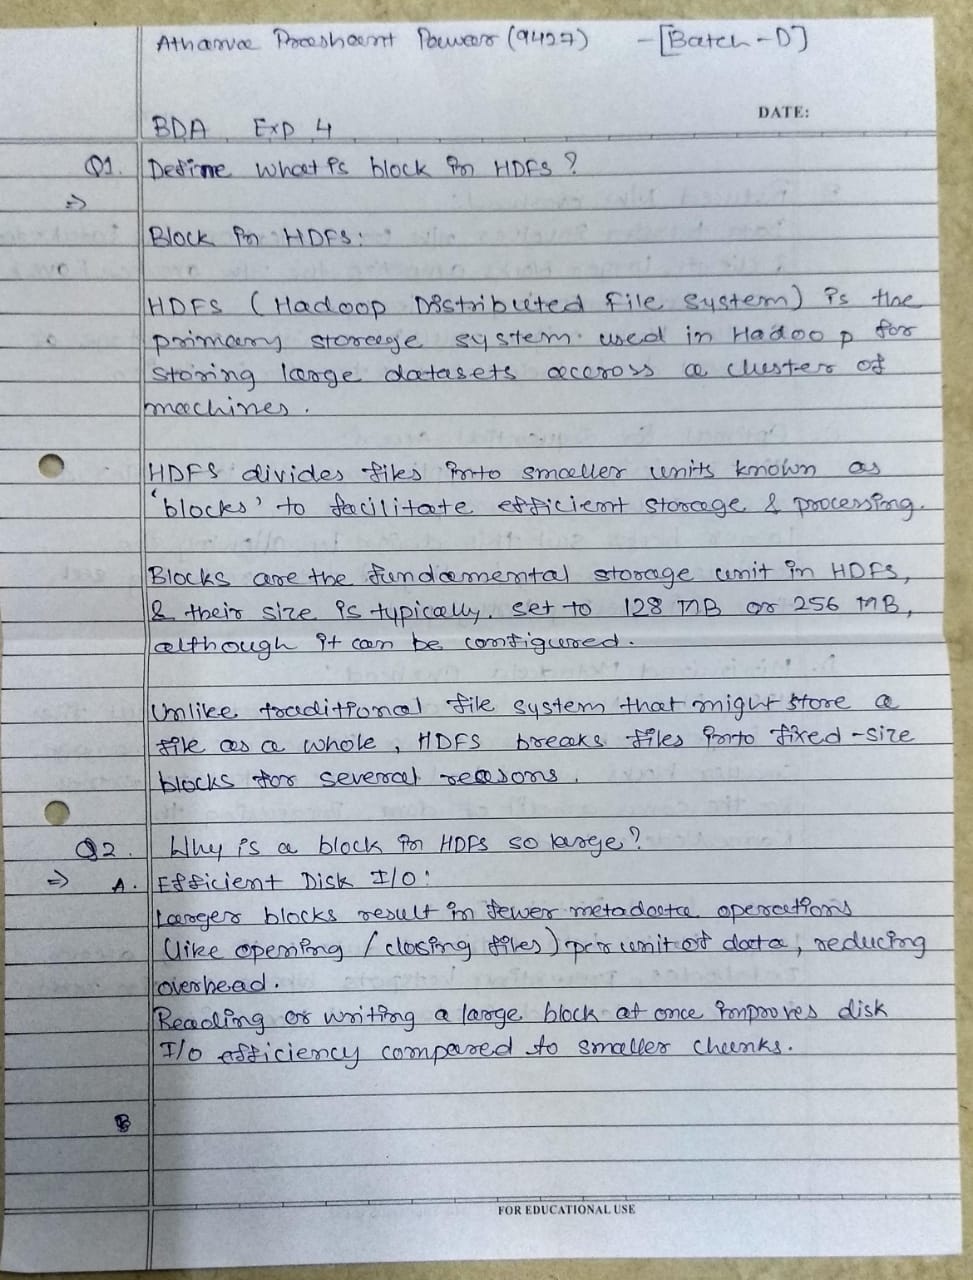 Atharva Prashant Pawar (9427) - [Batch - D]
DATE:
BDA Exp 4
Q1. Define what is block in HDFS ?
=>
Block in HDFS :
HDFS ( Hadoop Distributed File System) is the
primary storage system used in Hadoo p for
storing large datasets accross a cluster of
machines .
HDFS divides files into smaller units known as
'blocks' to facilitate efficient storage & processing.
Blocks are the fundamental storage unit in HDFS,
& their size is typically. set to 128 MB or 256 MB,
although it can be configured.
Unlike traditional file system that might store a
file as a whole , HDFS breaks files into fixed-size
blocks for several reasons .
Q2. Why is a block in HDFS so large?
=> A. Efficient Disk I/O:
Larger blocks result in fewer metadata operations
(like opening / closing files) per unit of data, reducing
overhead.
Reading or writing a large block at once improves disk
I/O efficiency compared to smaller chunks.
B
FOR EDUCATIONAL USE